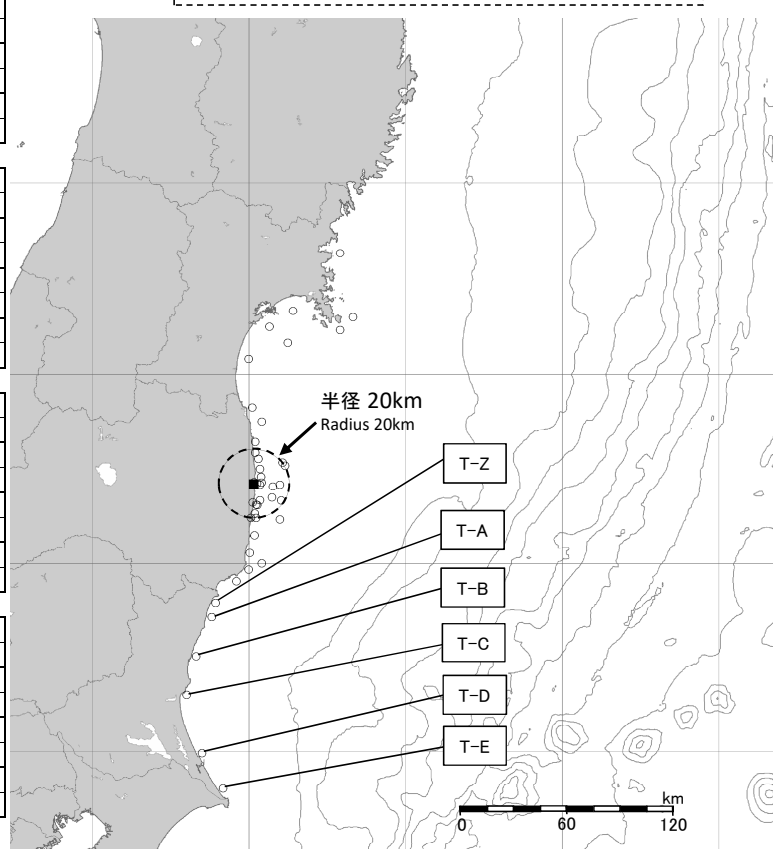 半径 20km
Radius 20km
T-Z
T-A
T-B
T-C
T-D
T-E
km
0 60 120